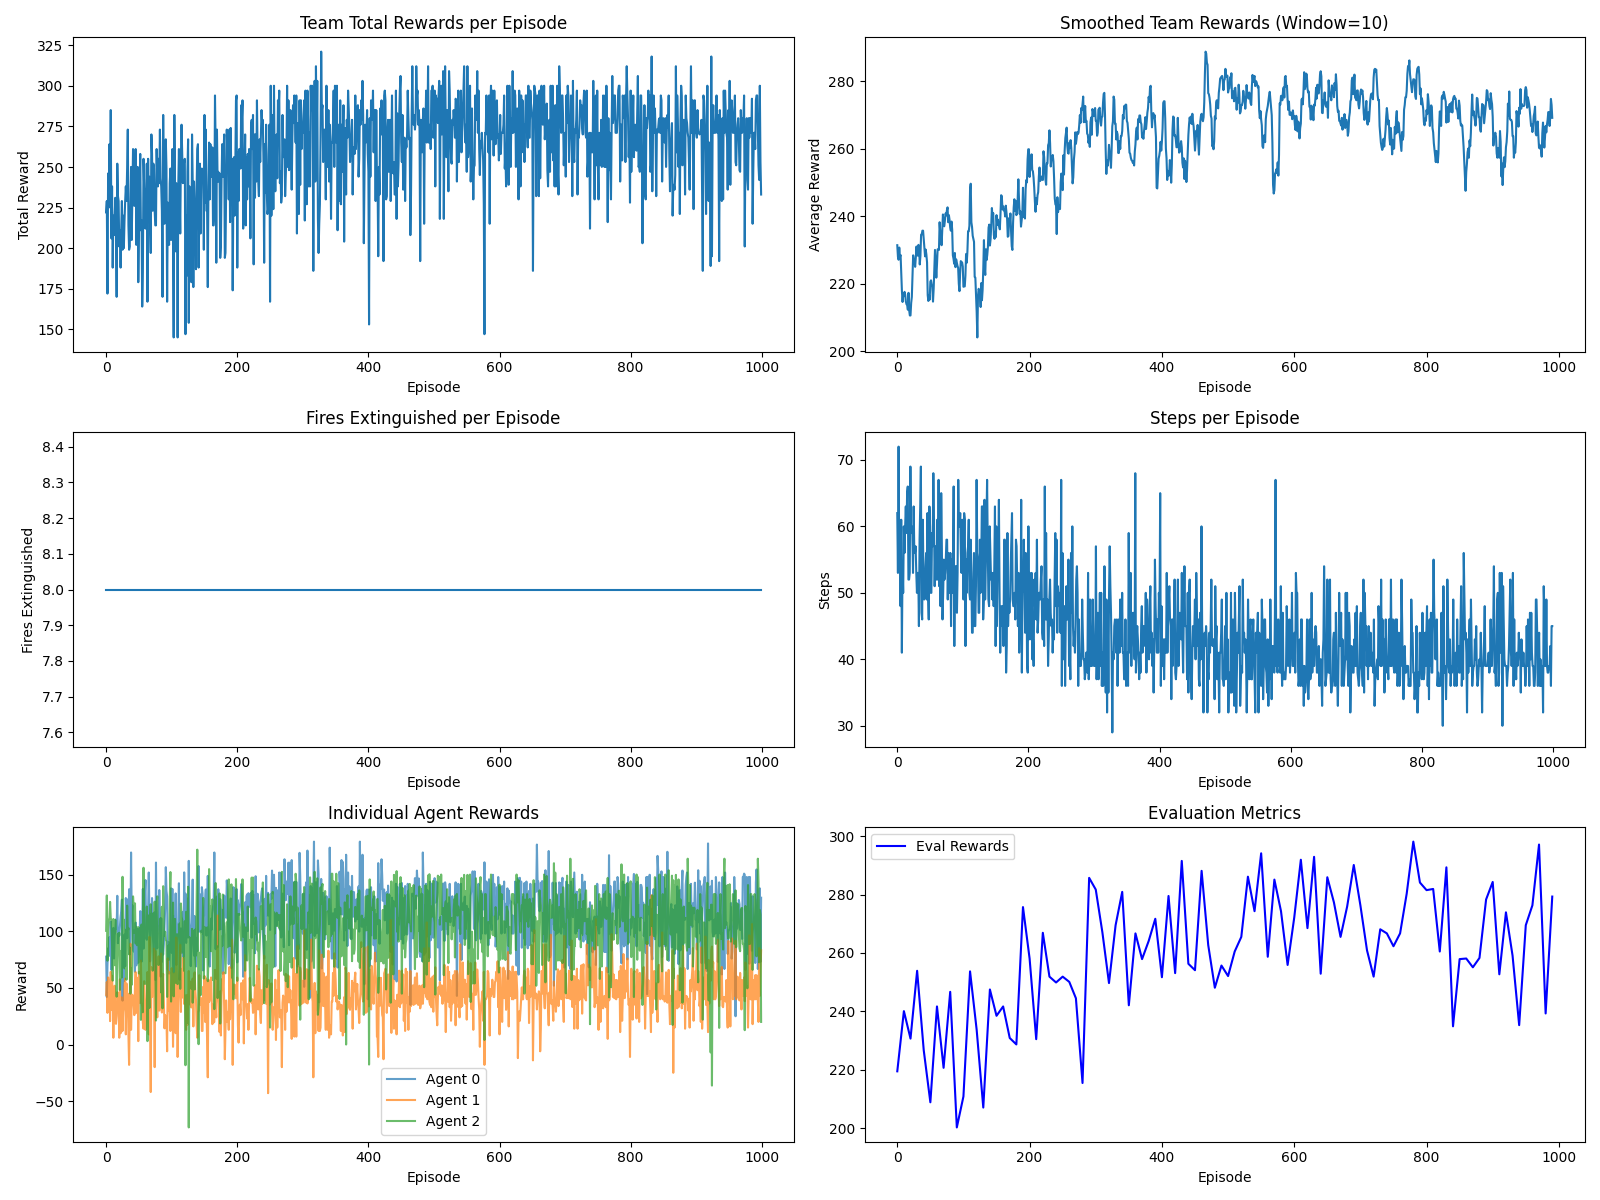 Team Total Rewards per Episode
325
300
275
250
225
200
175
150
Total Reward
0 200 400 600 800 1000
Episode
Smoothed Team Rewards (Window=10)
280
260
240
220
200
Average Reward
0 200 400 600 800 1000
Episode
Fires Extinguished per Episode
8.4
8.3
8.2
8.1
8.0
7.9
7.8
7.7
7.6
Fires Extinguished
0 200 400 600 800 1000
Episode
Steps per Episode
70
60
50
40
30
Steps
0 200 400 600 800 1000
Episode
Individual Agent Rewards
150
100
50
0
−50
Reward
Agent 0
Agent 1
Agent 2
0 200 400 600 800 1000
Episode
Evaluation Metrics
Eval Rewards
300
280
260
240
220
200
0 200 400 600 800 1000
Episode